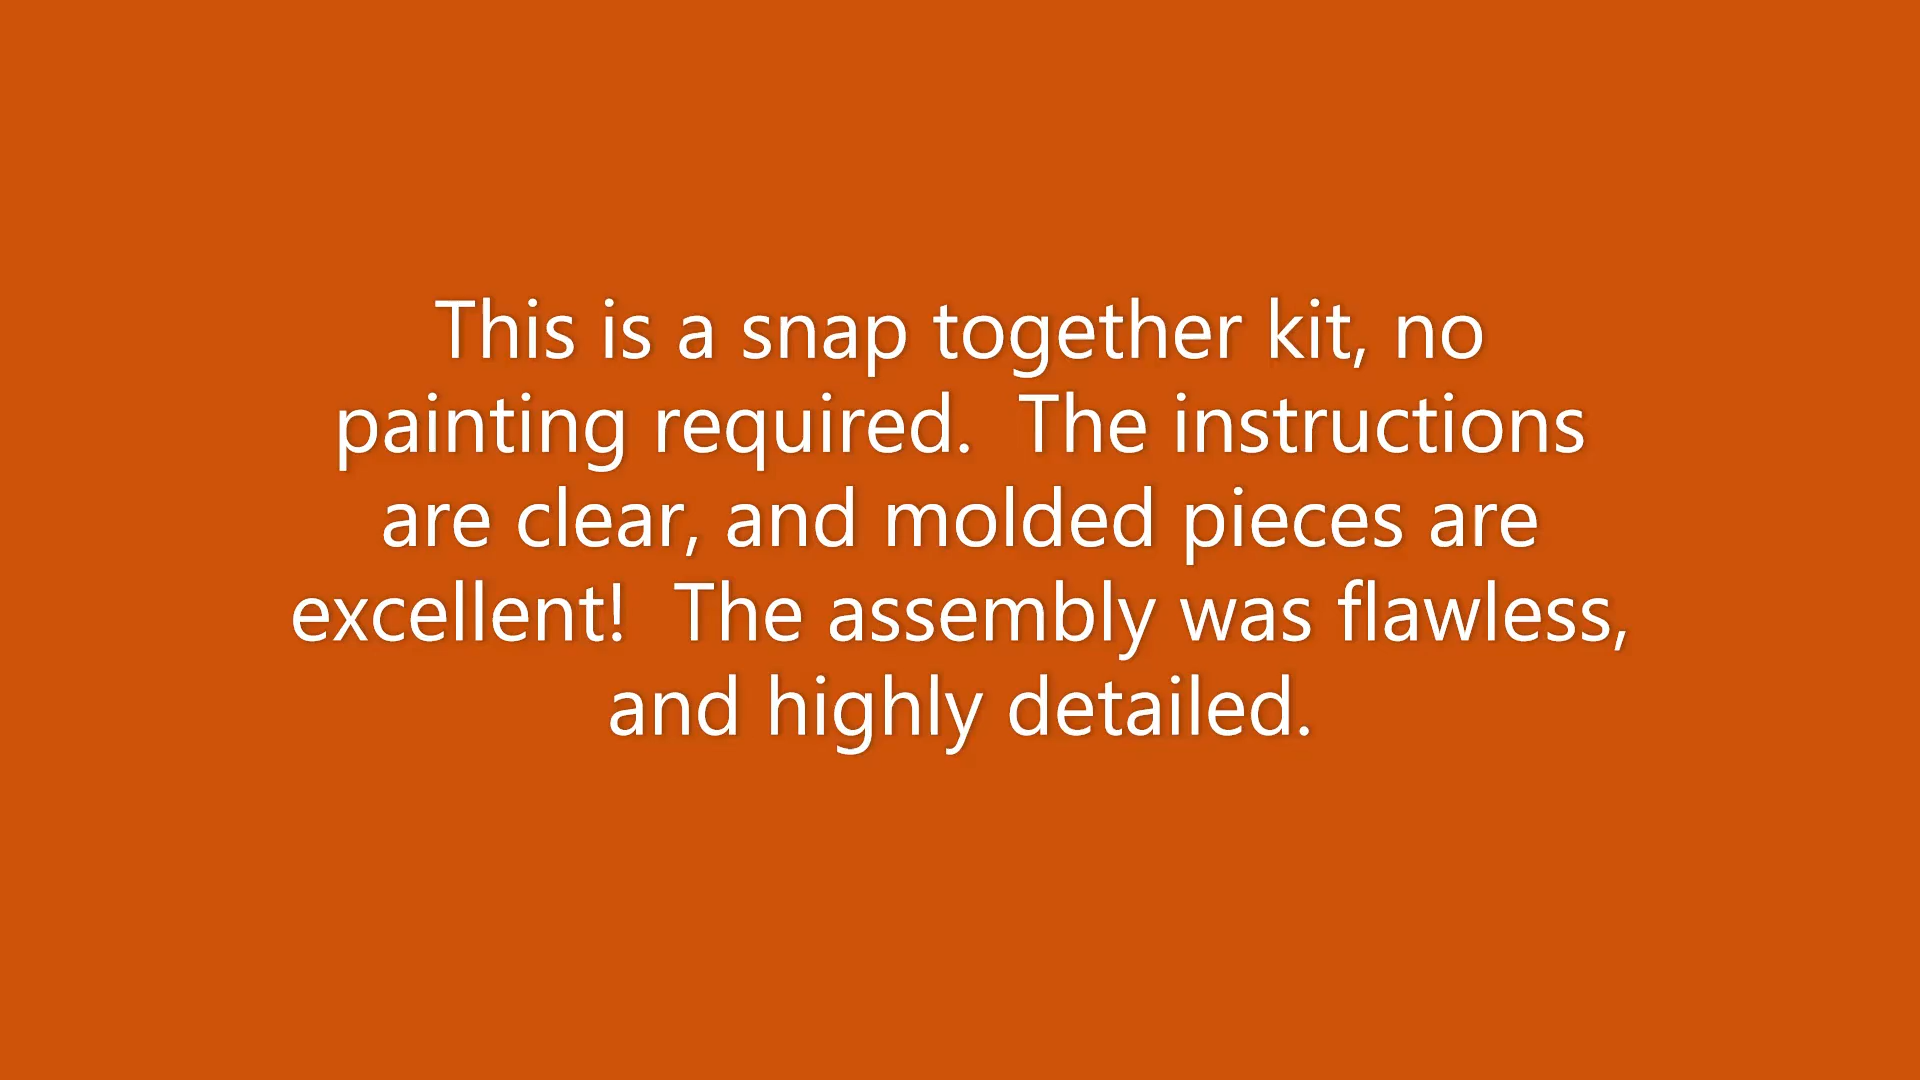 This is a snap together kit, no
painting required.  The instructions
are clear, and molded pieces are
excellent!  The assembly was flawless,
and highly detailed.